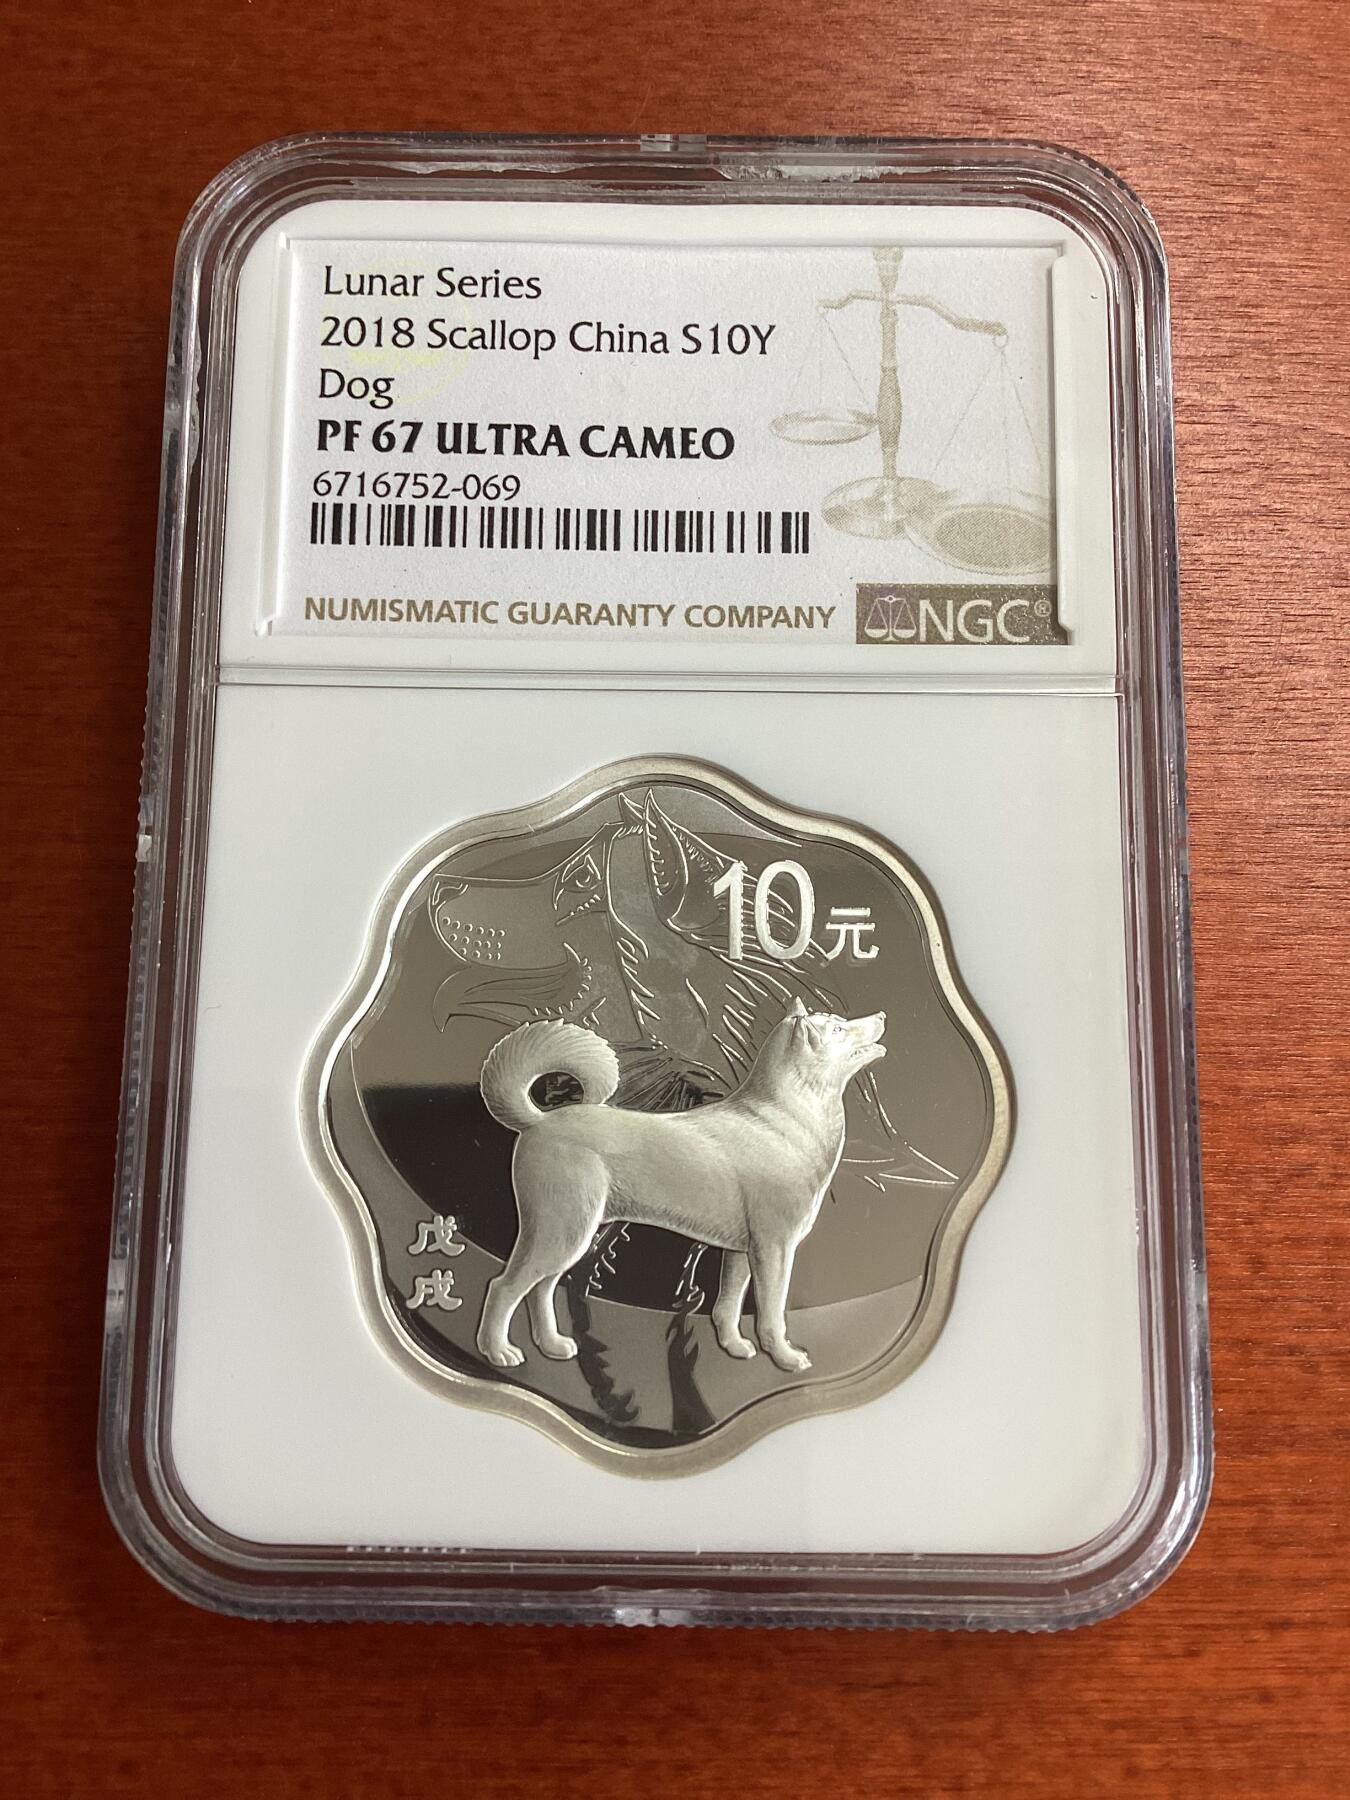 Lunar Series
2018 Scallop China S10Y
Dog
PF 67 ULTRA CAMEO
6716752-069
NUMISMATIC GUARANTY COMPANY NGC®
10元
戊
戌